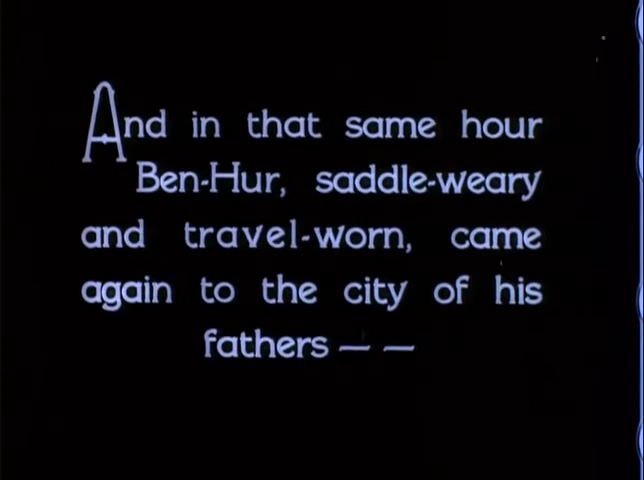 And in that same hour
Ben-Hur, saddle-weary
and travel-worn, came
again to the city of his
fathers — —